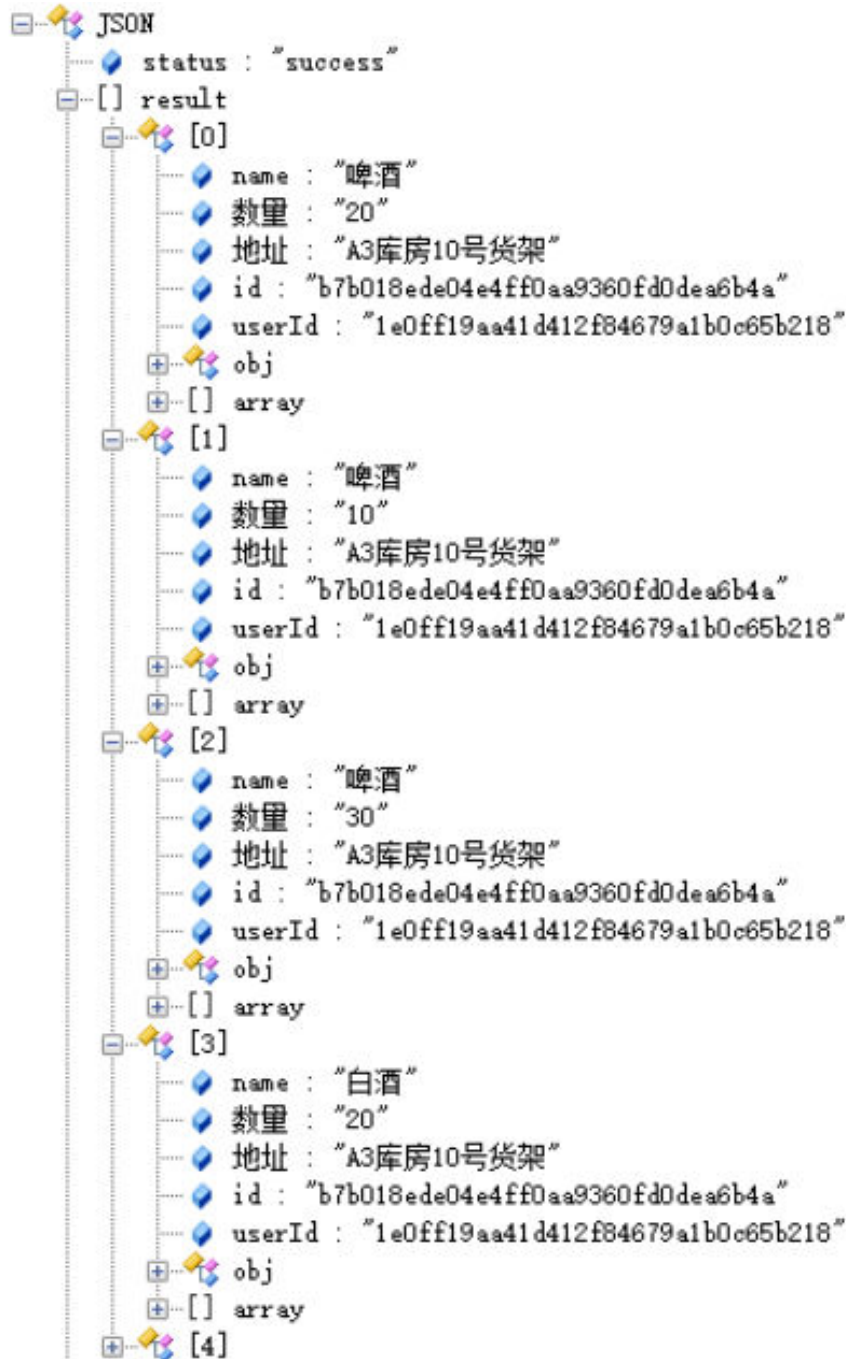 JSON
status : "success"
[] result
[0]
name : "啤酒"
数里 : "20"
地址 : "A3库房10号货架"
id : "b7b018ede04e4ff0aa9360fd0dea6b4a"
userId : "1e0ff19aa41d412f84679a1b0c65b218"
obj
[] array
[1]
name : "啤酒"
数里 : "10"
地址 : "A3库房10号货架"
id : "b7b018ede04e4ff0aa9360fd0dea6b4a"
userId : "1e0ff19aa41d412f84679a1b0c65b218"
obj
[] array
[2]
name : "啤酒"
数里 : "30"
地址 : "A3库房10号货架"
id : "b7b018ede04e4ff0aa9360fd0dea6b4a"
userId : "1e0ff19aa41d412f84679a1b0c65b218"
obj
[] array
[3]
name : "白酒"
数里 : "20"
地址 : "A3库房10号货架"
id : "b7b018ede04e4ff0aa9360fd0dea6b4a"
userId : "1e0ff19aa41d412f84679a1b0c65b218"
obj
[] array
[4]